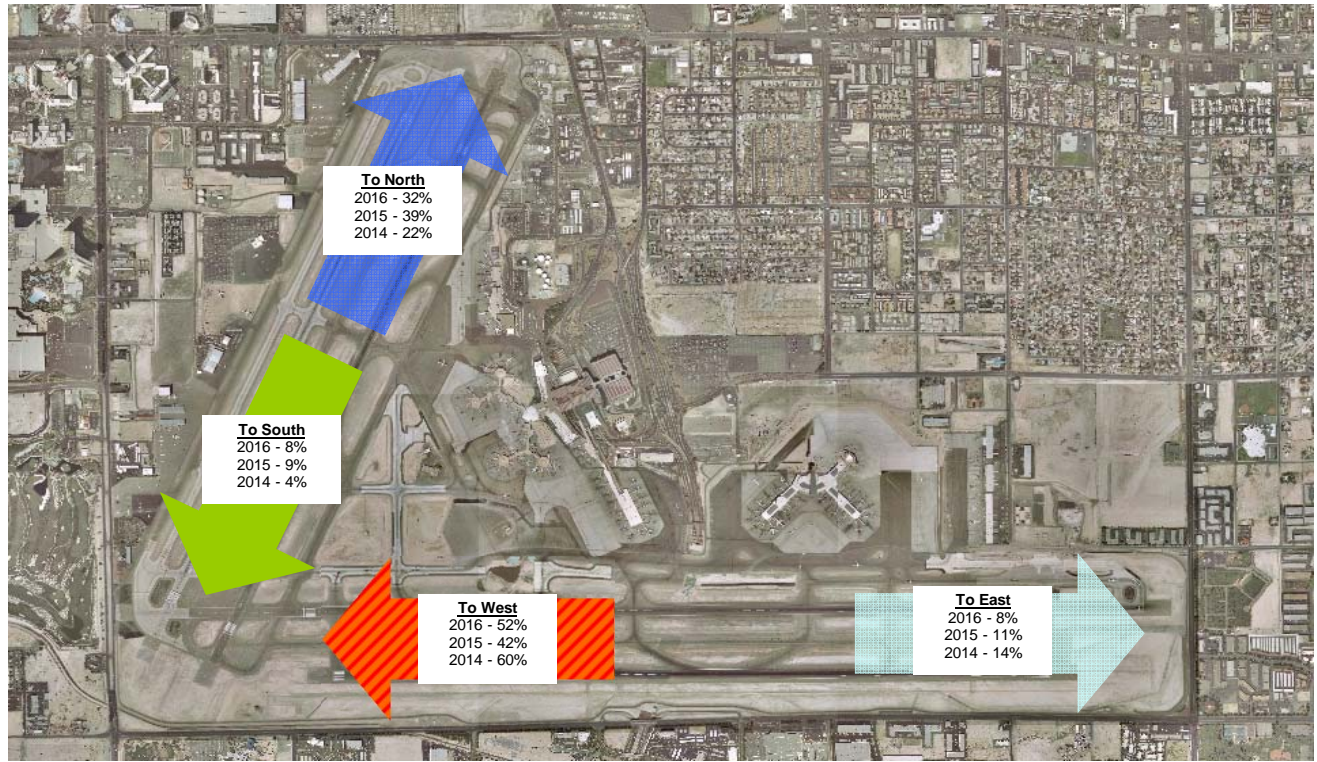 To North
2016 - 32%
2015 - 39%
2014 - 22%
To South
2016 - 8%
2015 - 9%
2014 - 4%
To West
2016 - 52%
2015 - 42%
2014 - 60%
To East
2016 - 8%
2015 - 11%
2014 - 14%